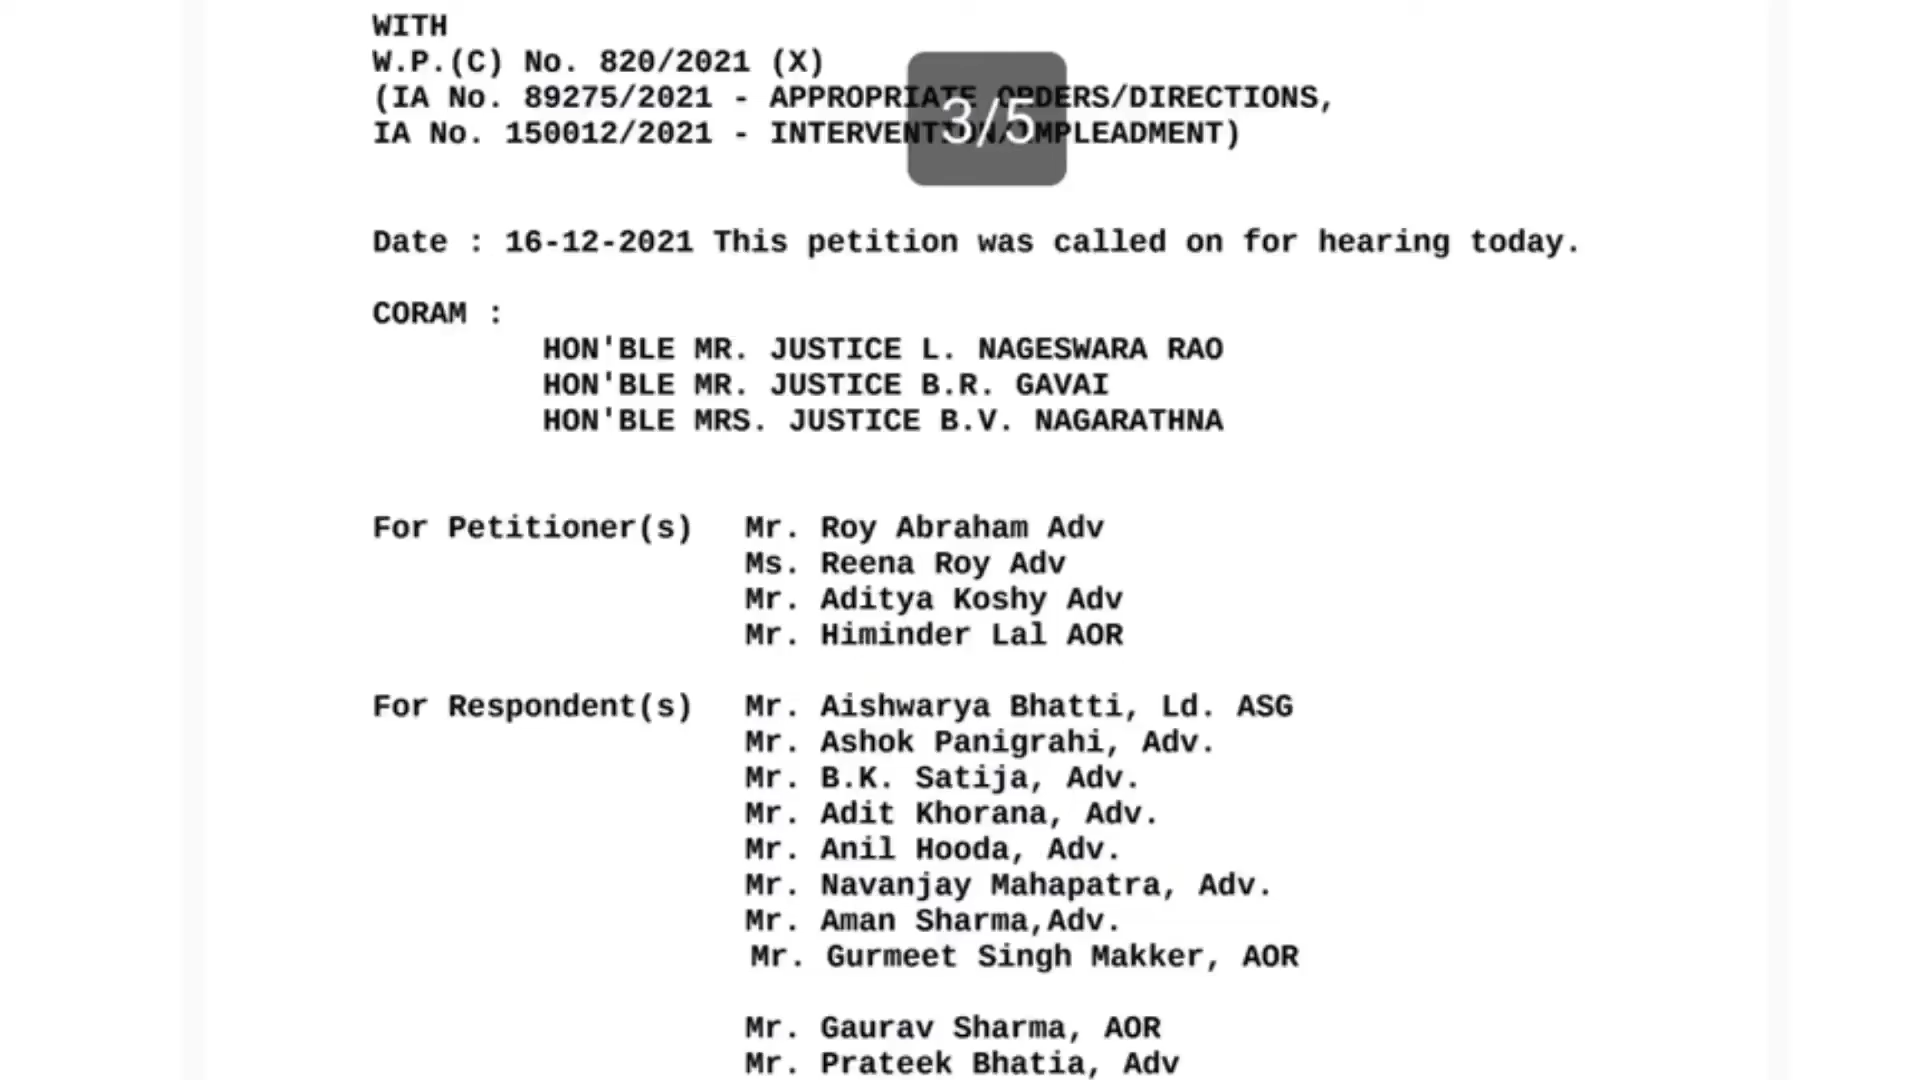 WITH
W.P.(C) No. 820/2021 (X)
(IA No. 89275/2021 - APPROPRIATE ORDERS/DIRECTIONS,
IA No. 150012/2021 - INTERVENTION/IMPLEADMENT)
3/5
Date : 16-12-2021 This petition was called on for hearing today.
CORAM :
HON'BLE MR. JUSTICE L. NAGESWARA RAO
HON'BLE MR. JUSTICE B.R. GAVAI
HON'BLE MRS. JUSTICE B.V. NAGARATHNA
For Petitioner(s) Mr. Roy Abraham Adv
Ms. Reena Roy Adv
Mr. Aditya Koshy Adv
Mr. Himinder Lal AOR
For Respondent(s) Mr. Aishwarya Bhatti, Ld. ASG
Mr. Ashok Panigrahi, Adv.
Mr. B.K. Satija, Adv.
Mr. Adit Khorana, Adv.
Mr. Anil Hooda, Adv.
Mr. Navanjay Mahapatra, Adv.
Mr. Aman Sharma,Adv.
Mr. Gurmeet Singh Makker, AOR
Mr. Gaurav Sharma, AOR
Mr. Prateek Bhatia, Adv